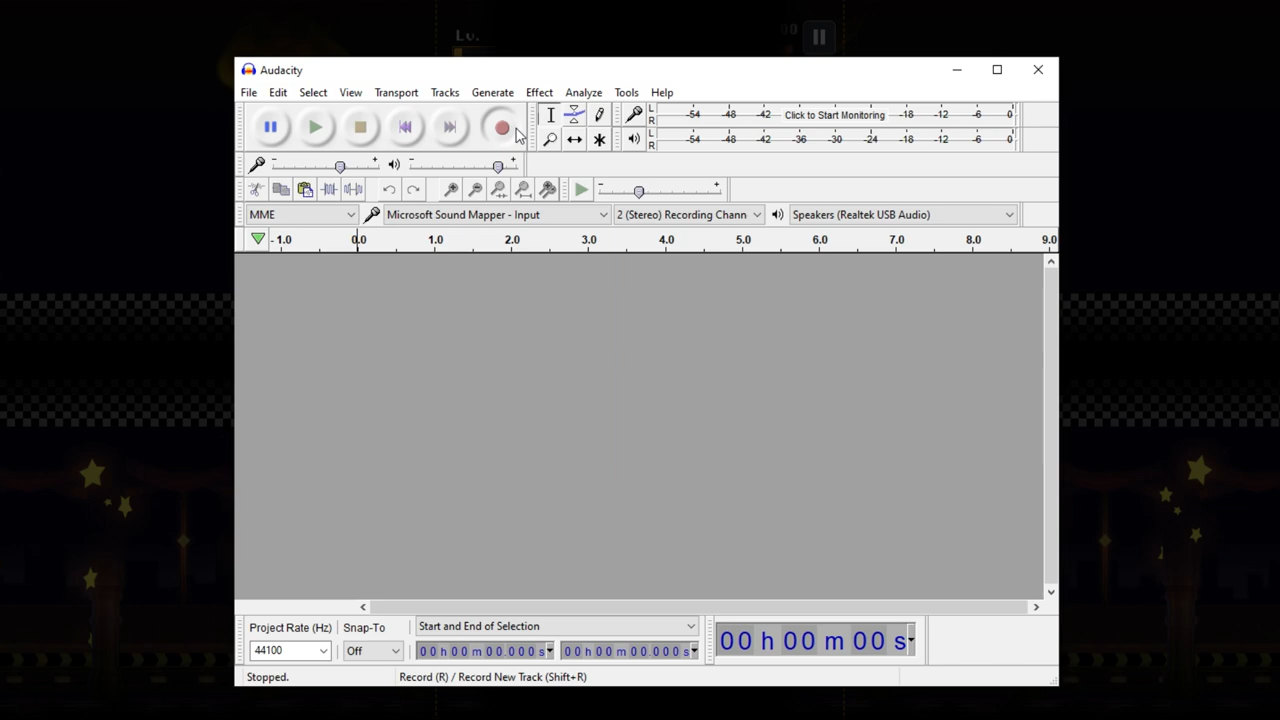 Lv.
Audacity
File Edit Select View Transport Tracks Generate Effect Analyze Tools Help
L R -54 -48 -42 Click to Start Monitoring -18 -12 -6 0
L R -54 -48 -42 -36 -30 -24 -18 -12 -6 0
- + - +
- +
MME Microsoft Sound Mapper - Input 2 (Stereo) Recording Chann Speakers (Realtek USB Audio)
- 1.0 0.0 1.0 2.0 3.0 4.0 5.0 6.0 7.0 8.0 9.0
Project Rate (Hz) Snap-To Start and End of Selection
44100 Off 00 h 00 m 00.000 s 00 h 00 m 00.000 s 00 h 00 m 00 s
Stopped. Record (R) / Record New Track (Shift+R)